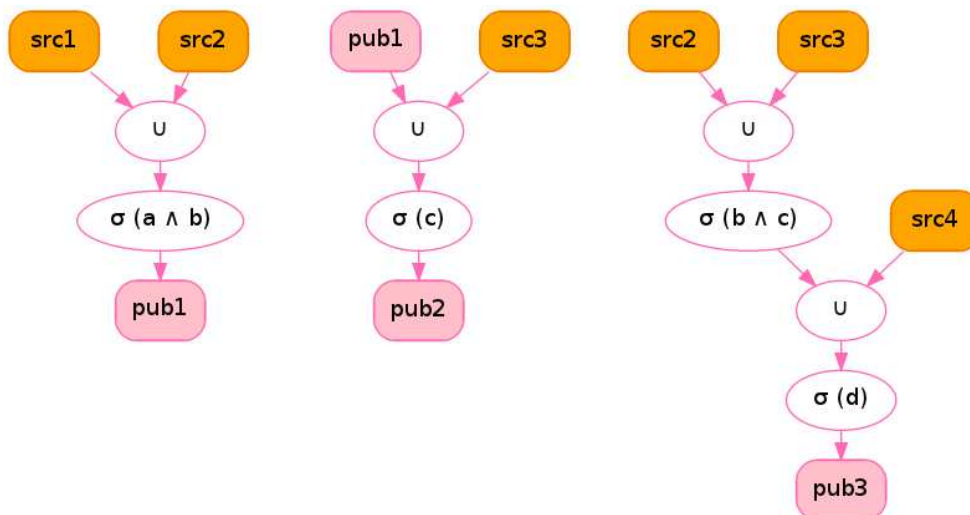 src1
src2
∪
σ (a ∧ b)
pub1
pub1
src3
∪
σ (c)
pub2
src2
src3
∪
σ (b ∧ c)
src4
∪
σ (d)
pub3